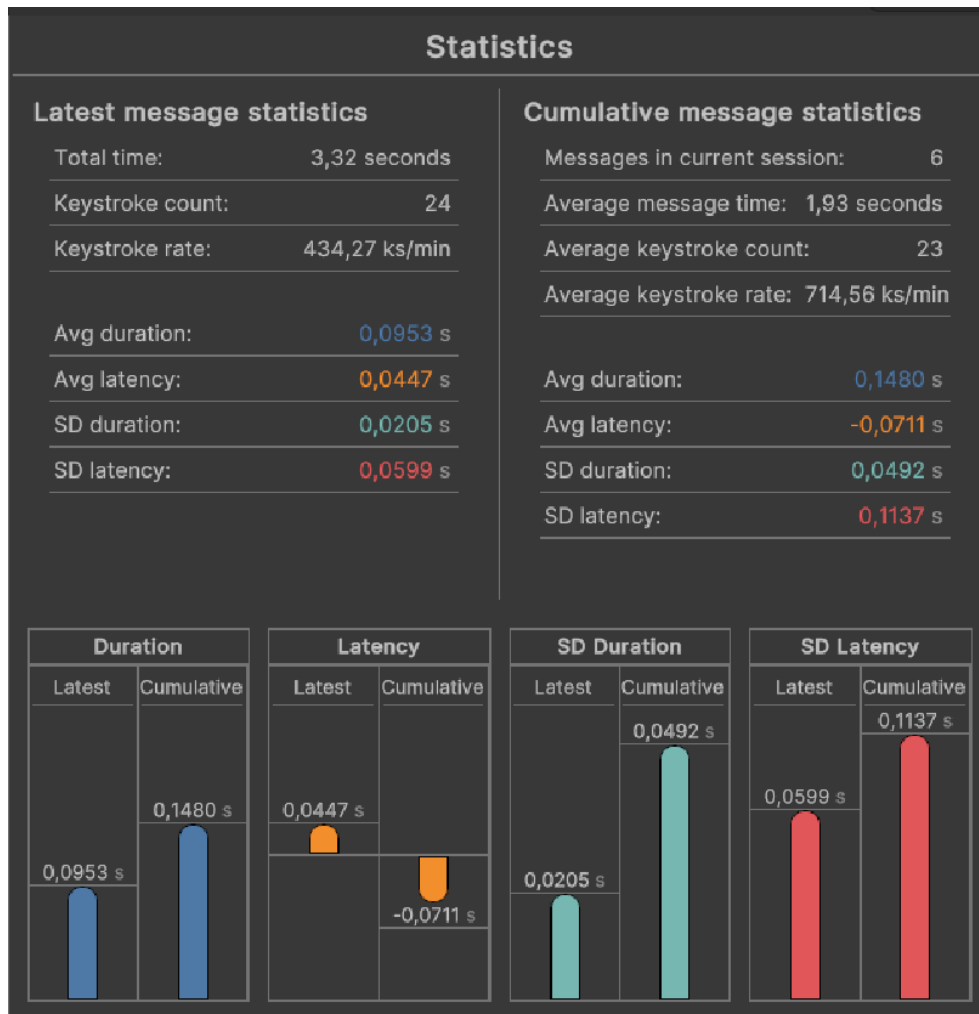 Statistics
Latest message statistics
Total time: 3,32 seconds
Keystroke count: 24
Keystroke rate: 434,27 ks/min
Avg duration: 0,0953 s
Avg latency: 0,0447 s
SD duration: 0,0205 s
SD latency: 0,0599 s
Cumulative message statistics
Messages in current session: 6
Average message time: 1,93 seconds
Average keystroke count: 23
Average keystroke rate: 714,56 ks/min
Avg duration: 0,1480 s
Avg latency: -0,0711 s
SD duration: 0,0492 s
SD latency: 0,1137 s
Duration
Latest Cumulative
0,1480 s
0,0953 s
Latency
Latest Cumulative
0,0447 s
-0,0711 s
SD Duration
Latest Cumulative
0,0492 s
0,0205 s
SD Latency
Latest Cumulative
0,1137 s
0,0599 s